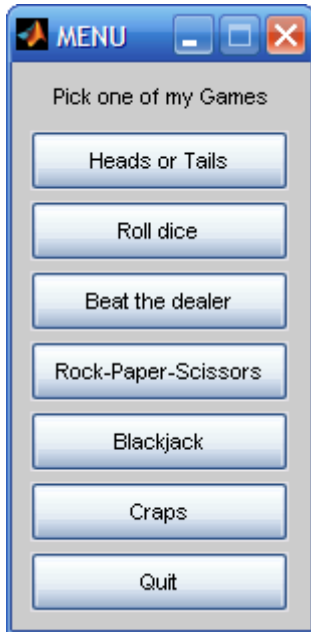 MENU
Pick one of my Games
Heads or Tails
Roll dice
Beat the dealer
Rock-Paper-Scissors
Blackjack
Craps
Quit